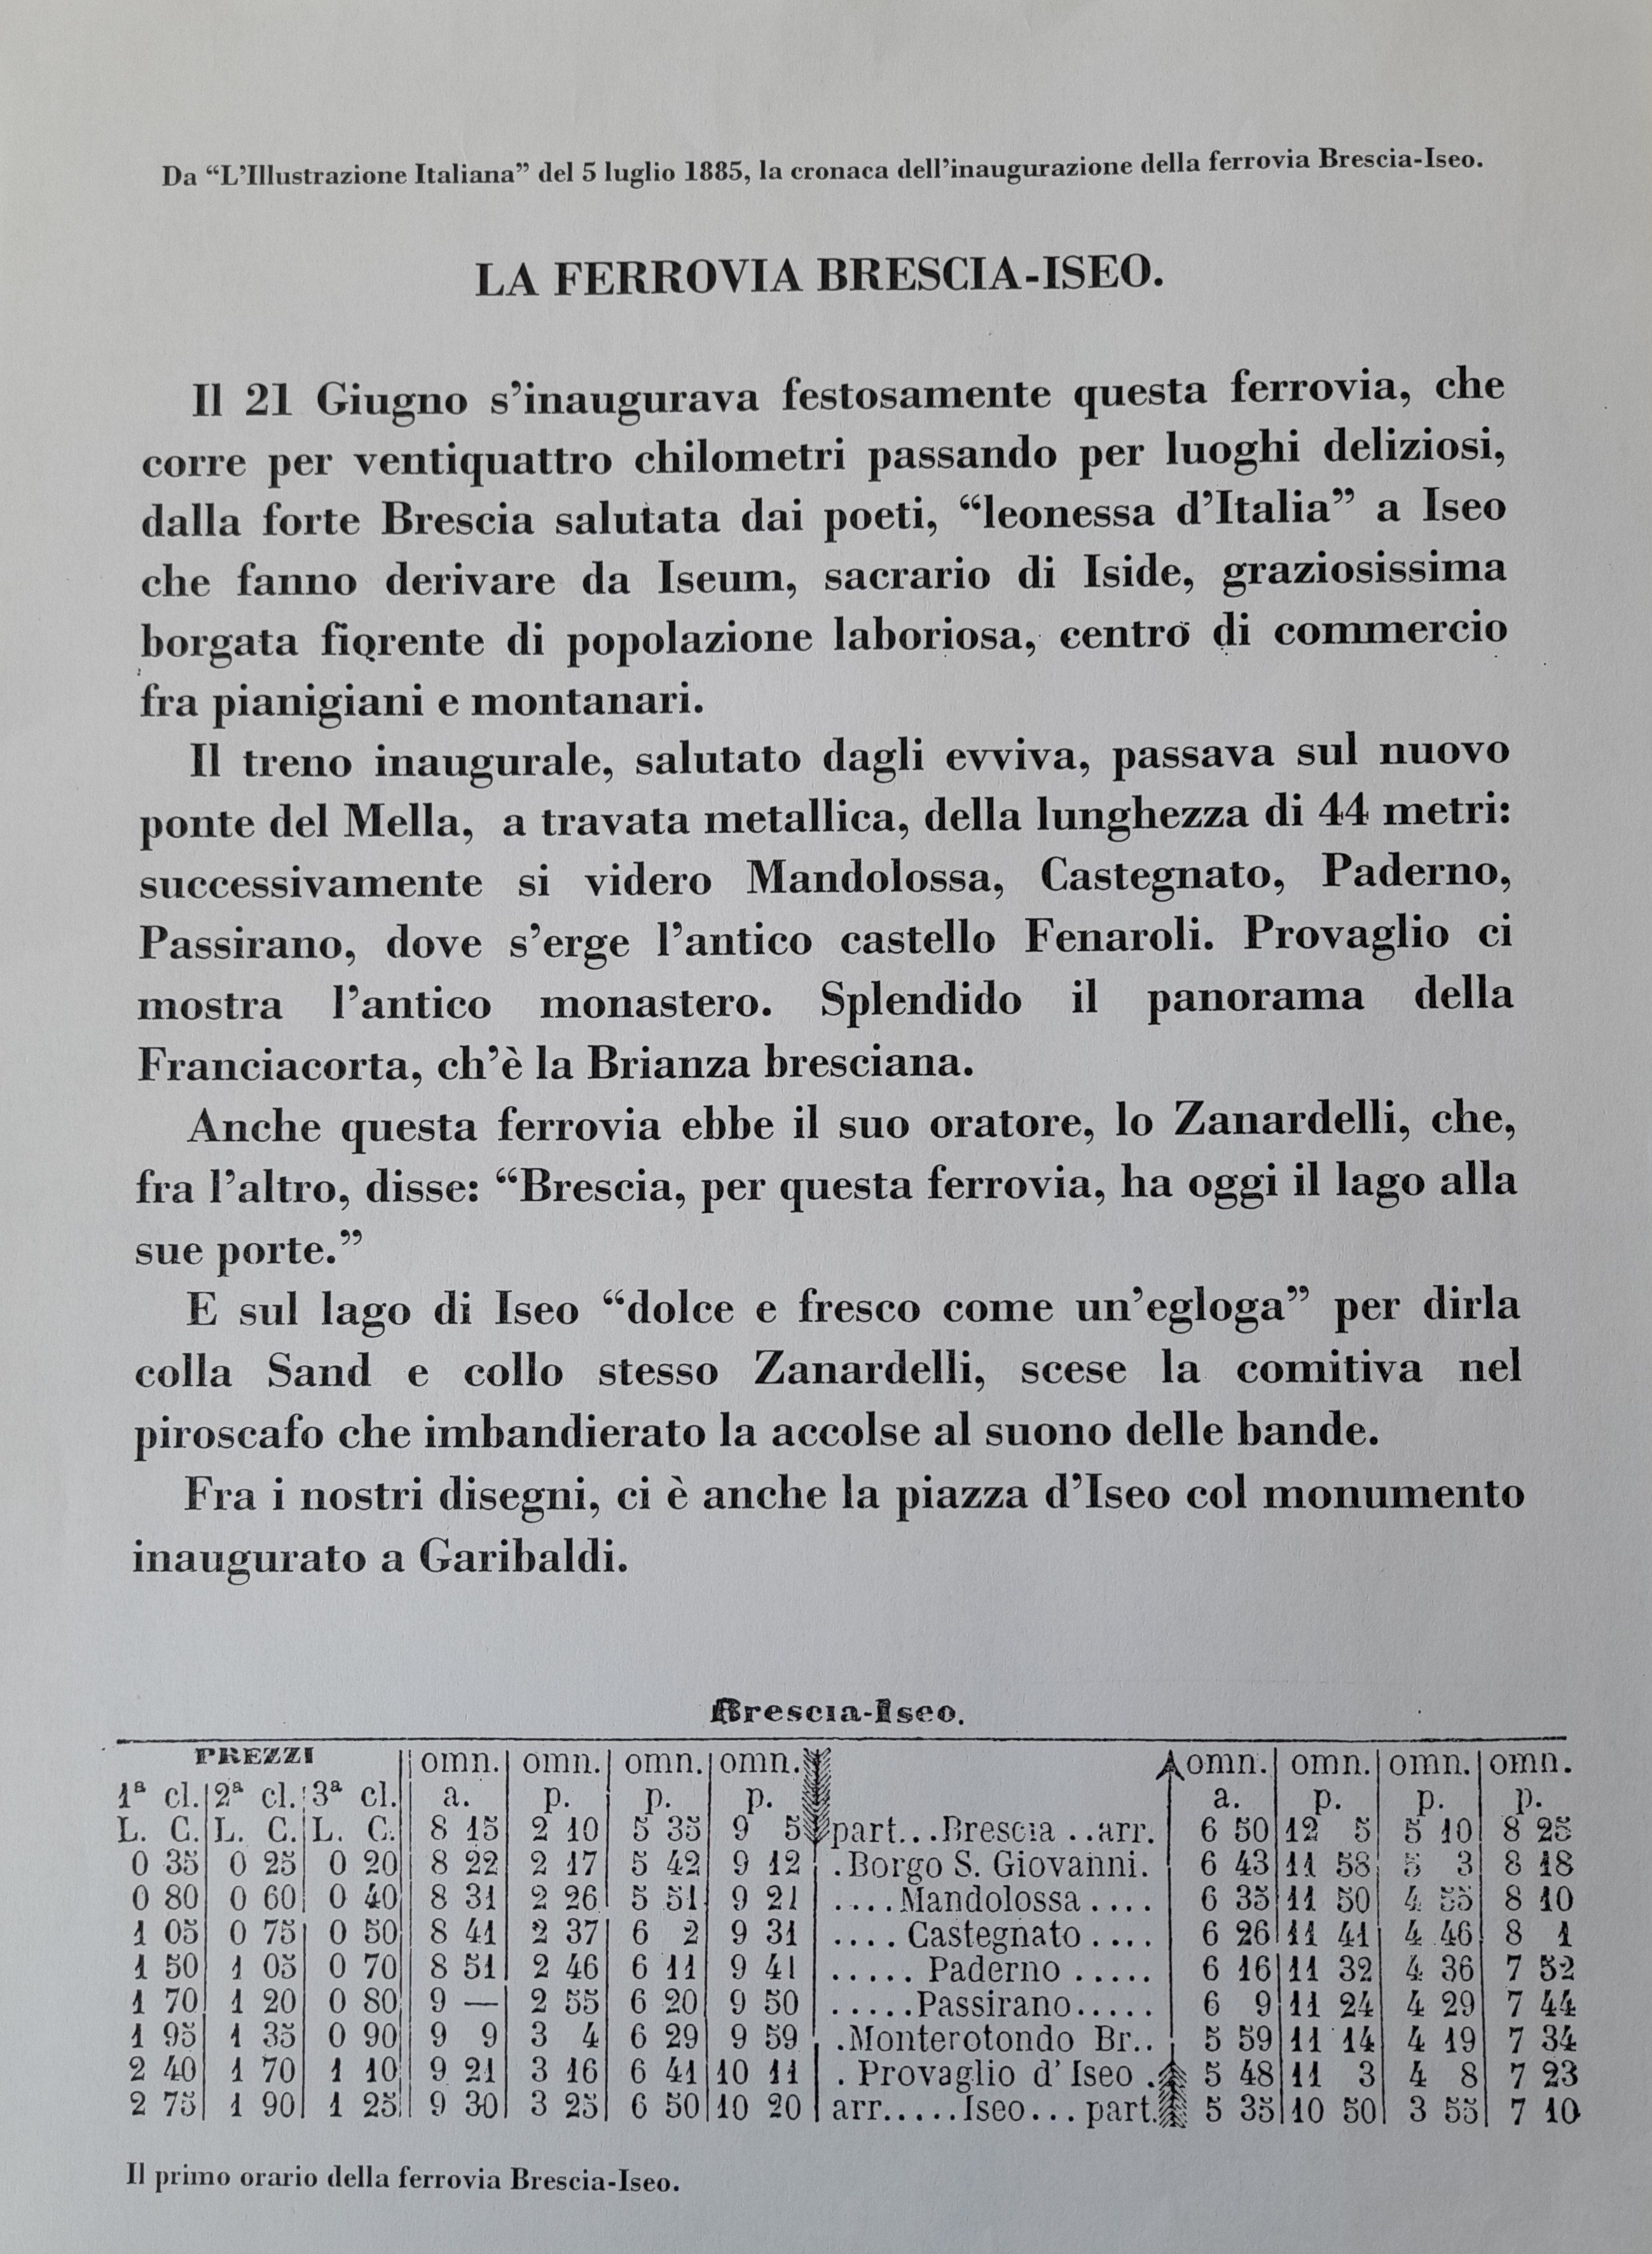 Da “L’Illustrazione Italiana” del 5 luglio 1885, la cronaca dell’inaugurazione della ferrovia Brescia-Iseo.
LA FERROVIA BRESCIA-ISEO.
Il 21 Giugno s’inaugurava festosamente questa ferrovia, che
corre per ventiquattro chilometri passando per luoghi deliziosi,
dalla forte Brescia salutata dai poeti, “leonessa d’Italia” a Iseo
che fanno derivare da Iseum, sacrario di Iside, graziosissima
borgata fiorente di popolazione laboriosa, centro di commercio
fra pianigiani e montanari.
Il treno inaugurale, salutato dagli evviva, passava sul nuovo
ponte del Mella, a travata metallica, della lunghezza di 44 metri:
successivamente si videro Mandolossa, Castegnato, Paderno,
Passirano, dove s’erge l’antico castello Fenaroli. Provaglio ci
mostra l’antico monastero. Splendido il panorama della
Franciacorta, ch’è la Brianza bresciana.
Anche questa ferrovia ebbe il suo oratore, lo Zanardelli, che,
fra l’altro, disse: “Brescia, per questa ferrovia, ha oggi il lago alla
sue porte.”
E sul lago di Iseo “dolce e fresco come un’egloga” per dirla
colla Sand e collo stesso Zanardelli, scese la comitiva nel
piroscafo che imbandierato la accolse al suono delle bande.
Fra i nostri disegni, ci è anche la piazza d’Iseo col monumento
inaugurato a Garibaldi.
Brescia-Iseo.
PREZZI omn. omn. omn. omn. omn. omn. omn. omn.
1ª cl. 2ª cl. 3ª cl. a. p. p. p. a. p. p. p.
L. C. L. C. L. C. 8 15 2 10 5 35 9 5 part...Brescia..arr. 6 50 12 5 5 10 8 25
0 35 0 25 0 20 8 22 2 17 5 42 9 12 .Borgo S. Giovanni. 6 43 11 58 5 3 8 18
0 80 0 60 0 40 8 31 2 26 5 51 9 21 ....Mandolossa.... 6 35 11 50 4 55 8 10
1 05 0 75 0 50 8 41 2 37 6 2 9 31 ....Castegnato.... 6 26 11 41 4 46 8 1
1 50 1 05 0 70 8 51 2 46 6 11 9 41 .....Paderno..... 6 16 11 32 4 36 7 52
1 70 1 20 0 80 9 — 2 55 6 20 9 50 .....Passirano..... 6 9 11 24 4 29 7 44
1 95 1 35 0 90 9 9 3 4 6 29 9 59 .Monterotondo Br.. 5 59 11 14 4 19 7 34
2 40 1 70 1 10 9 21 3 16 6 41 10 11 . Provaglio d’Iseo . 5 48 11 3 4 8 7 23
2 75 1 90 1 25 9 30 3 25 6 50 10 20 arr.....Iseo...part. 5 35 10 50 3 55 7 10
Il primo orario della ferrovia Brescia-Iseo.